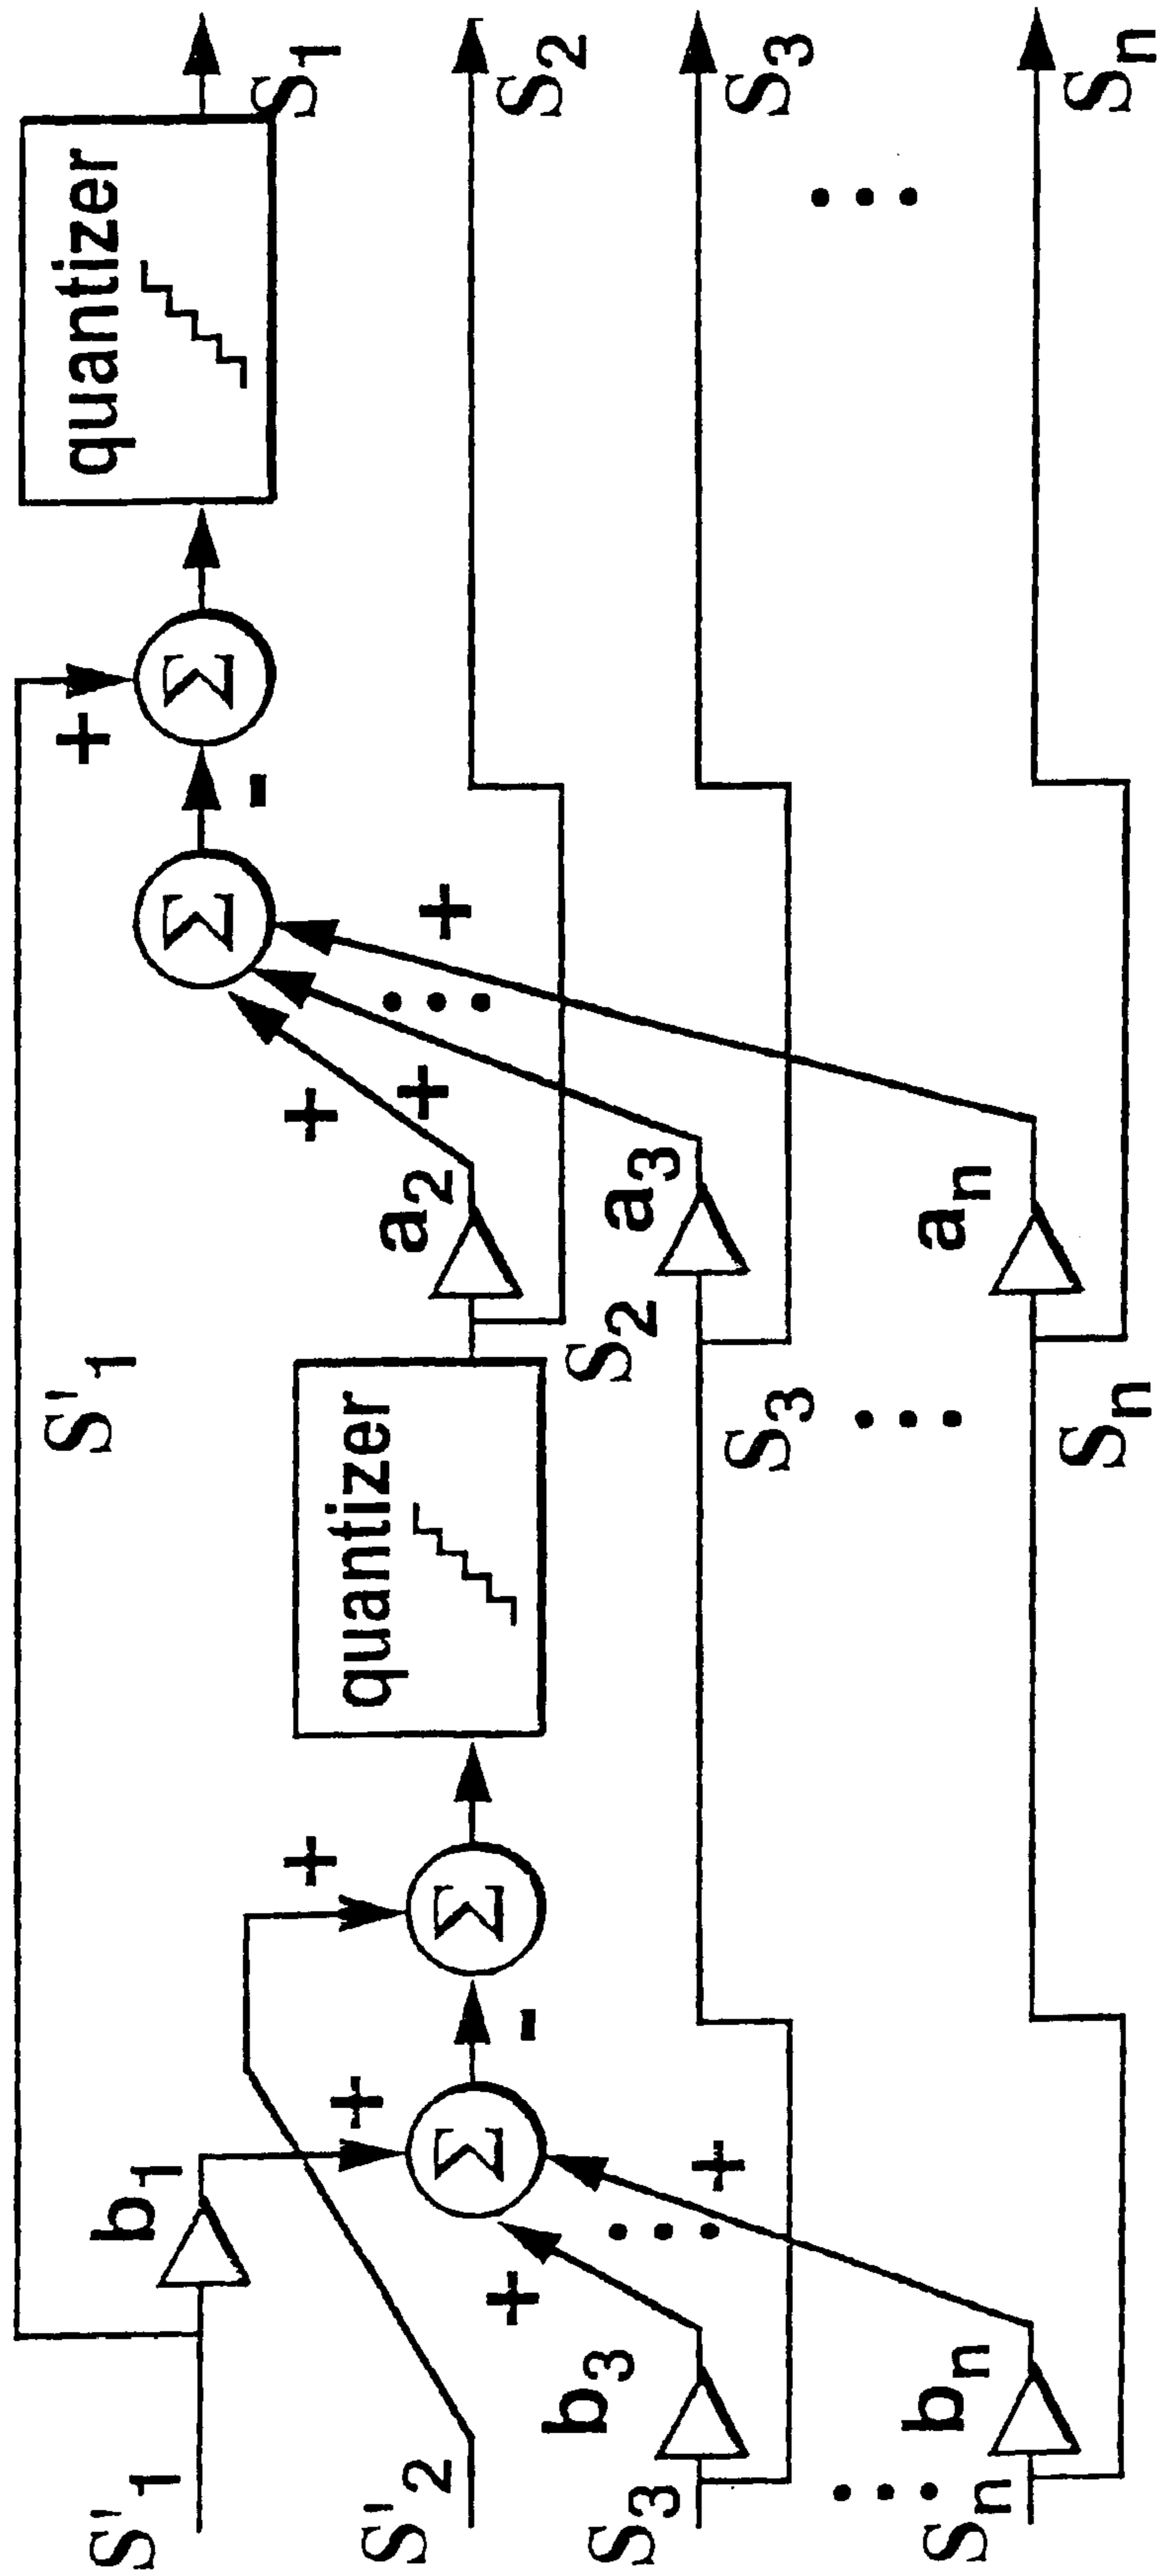 S'1
b1
+
S'1
+
Σ
quantizer
S1
S'2
+
Σ
-
+
Σ
quantizer
S2
a2
+
Σ
-
S2
S3
b3
+
S3
a3
+
S3
...
...
...
...
...
Sn
bn
+
Sn
an
+
Sn